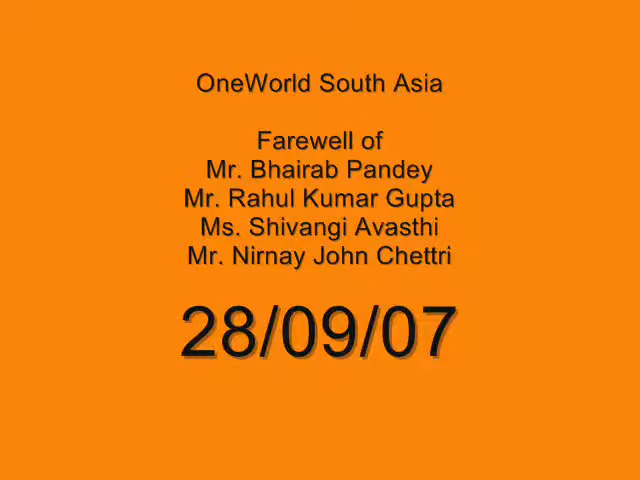 OneWorld South Asia
Farewell of
Mr. Bhairab Pandey
Mr. Rahul Kumar Gupta
Ms. Shivangi Avasthi
Mr. Nirnay John Chettri
28/09/07